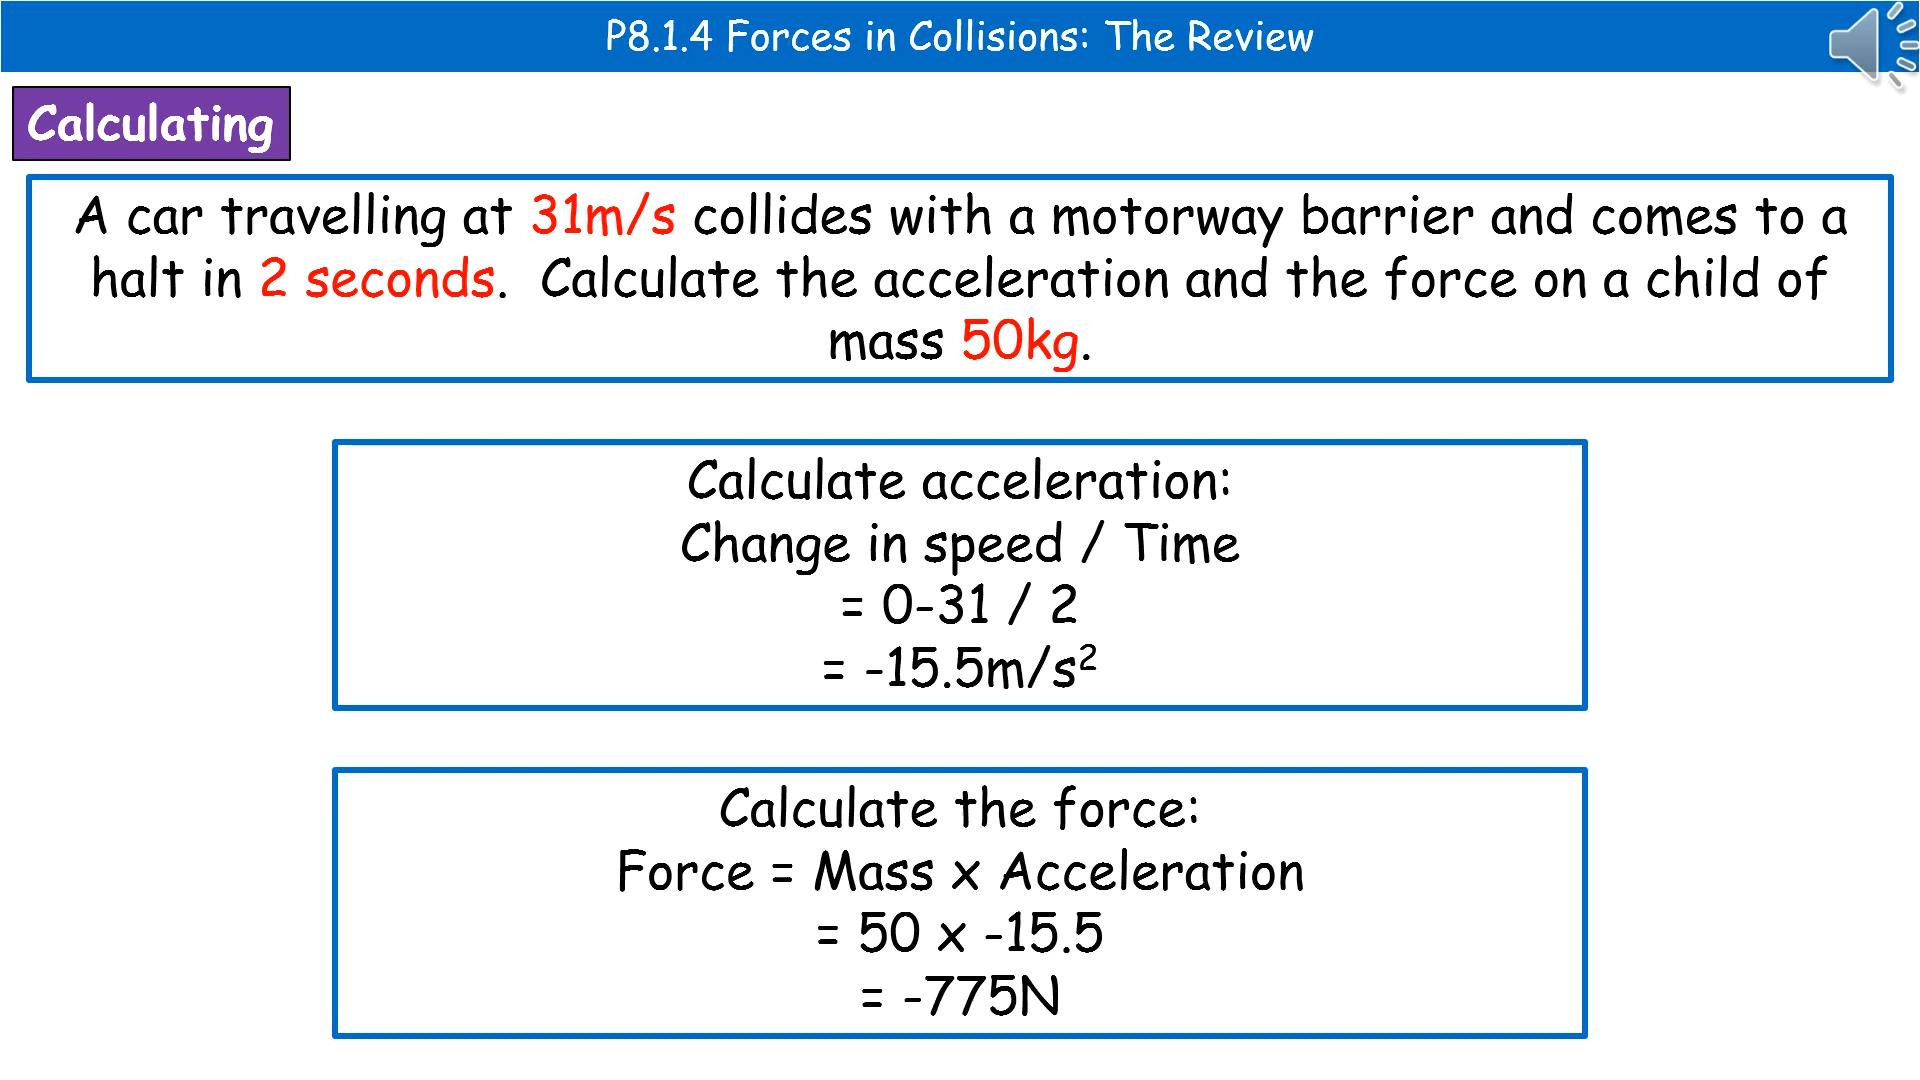 P8.1.4 Forces in Collisions: The Review
Calculating
A car travelling at 31m/s collides with a motorway barrier and comes to a
halt in 2 seconds.  Calculate the acceleration and the force on a child of
mass 50kg.
Calculate acceleration:
Change in speed / Time
= 0-31 / 2
= -15.5m/s²
Calculate the force:
Force = Mass x Acceleration
= 50 x -15.5
= -775N